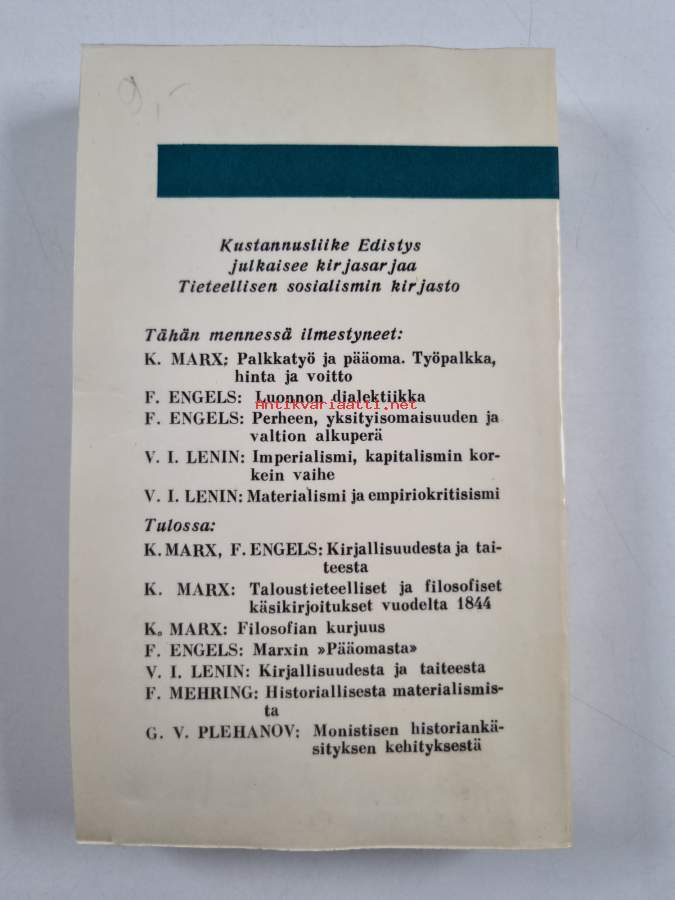 9,-
Kustannusliike Edistys
julkaisee kirjasarjaa
Tieteellisen sosialismin kirjasto
Tähän mennessä ilmestyneet:
K. MARX: Palkkatyö ja pääoma. Työpalkka,
hinta ja voitto
F. ENGELS: Luonnon dialektiikka
Antikvariaatti.net
F. ENGELS: Perheen, yksityisomaisuuden ja
valtion alkuperä
V. I. LENIN: Imperialismi, kapitalismin kor-
kein vaihe
V. I. LENIN: Materialismi ja empiriokritisismi
Tulossa:
K. MARX, F. ENGELS: Kirjallisuudesta ja tai-
teesta
K. MARX: Taloustieteelliset ja filosofiset
käsikirjoitukset vuodelta 1844
K. MARX: Filosofian kurjuus
F. ENGELS: Marxin »Pääomasta»
V. I. LENIN: Kirjallisuudesta ja taiteesta
F. MEHRING: Historiallisesta materialismis-
ta
G. V. PLEHANOV: Monistisen historiankä-
sityksen kehityksestä